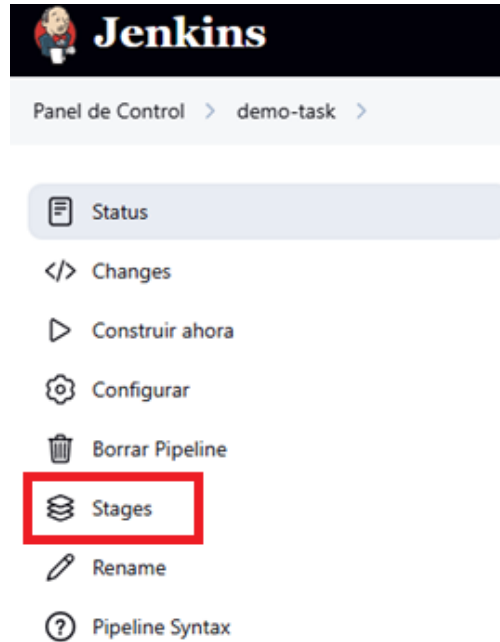 Jenkins
Panel de Control > demo-task >
Status
Changes
Construir ahora
Configurar
Borrar Pipeline
Stages
Rename
Pipeline Syntax